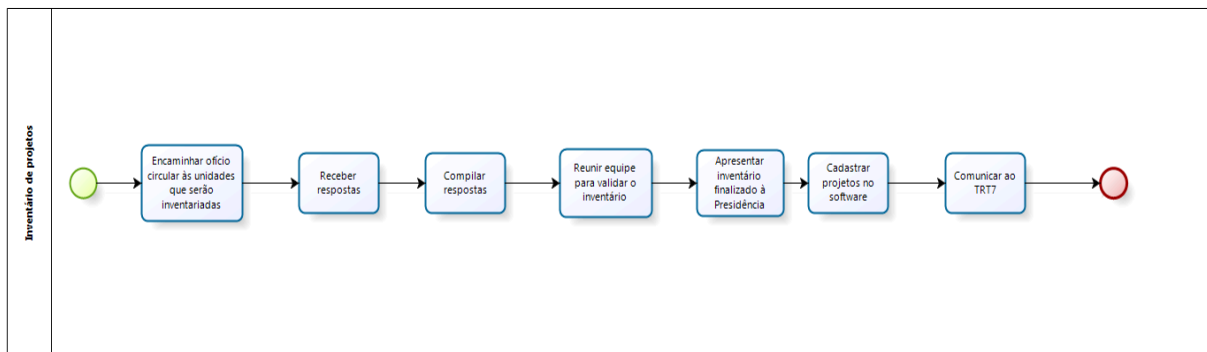 Inventário de projetos
Encaminhar ofício
circular às unidades
que serão
inventariadas
Receber
respostas
Compilar
respostas
Reunir equipe
para validar o
inventário
Apresentar
inventário
finalizado à
Presidência
Cadastrar
projetos no
software
Comunicar ao
TRT7